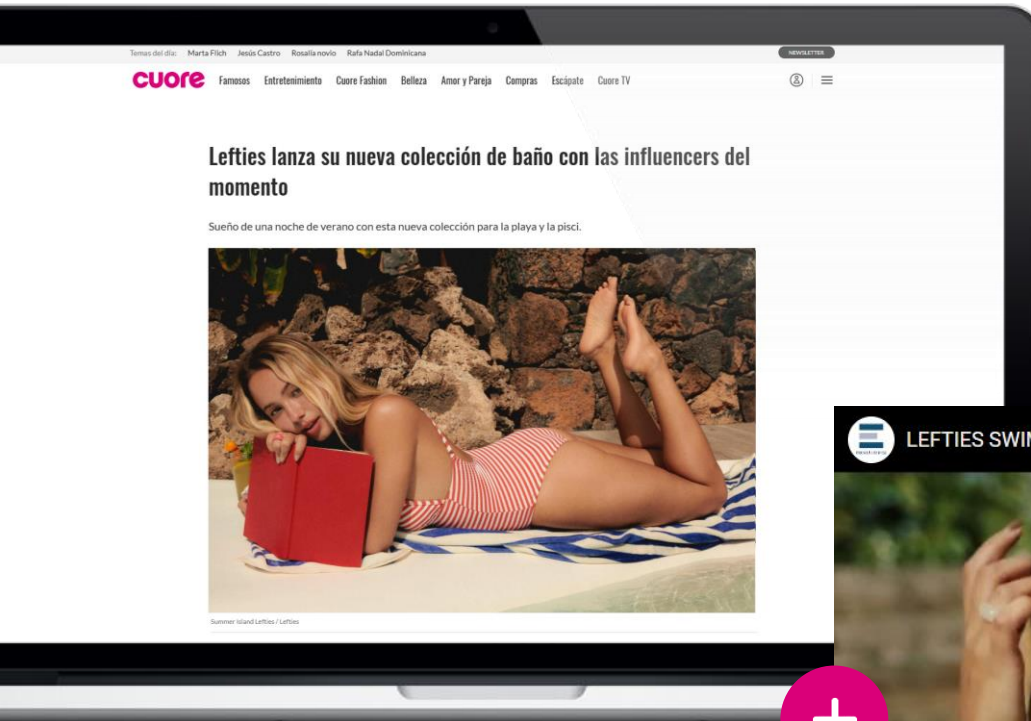 Temas del día: Marta Flich Jesús Castro Rosalía novio Rafa Nadal Dominicana NEWSLETTER
cuore Famosos Entretenimiento Cuore Fashion Belleza Amor y Pareja Compras Escápate Cuore TV
Lefties lanza su nueva colección de baño con las influencers del
momento
Sueño de una noche de verano con esta nueva colección para la playa y la pisci.
Summer Island Lefties / Lefties
LEFTIES SWIM